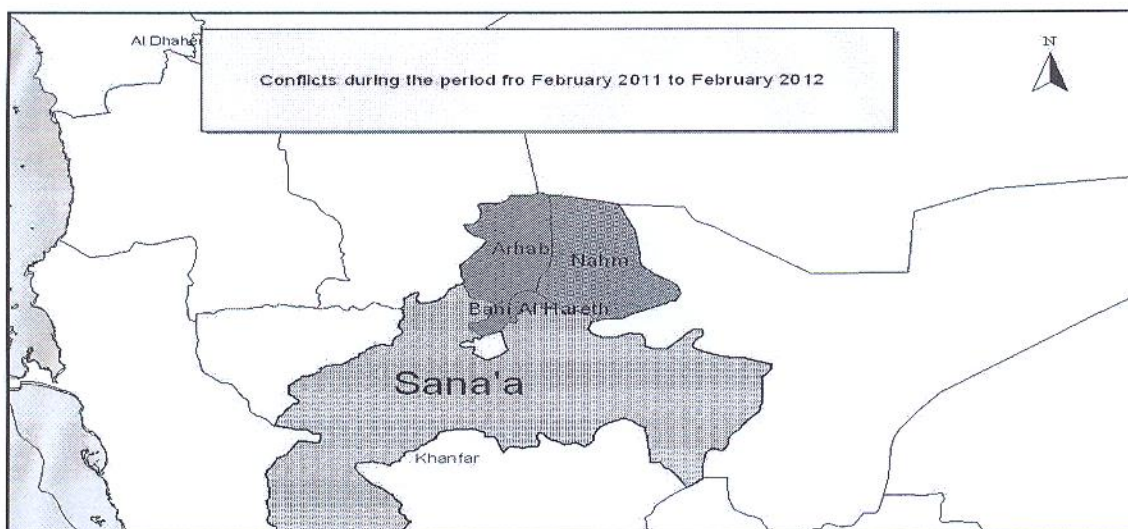 Al Dhaher
Conflicts during the period fro February 2011 to February 2012
N
Arhab
Nahm
Bani Al Hareth
Sana'a
Khanfar